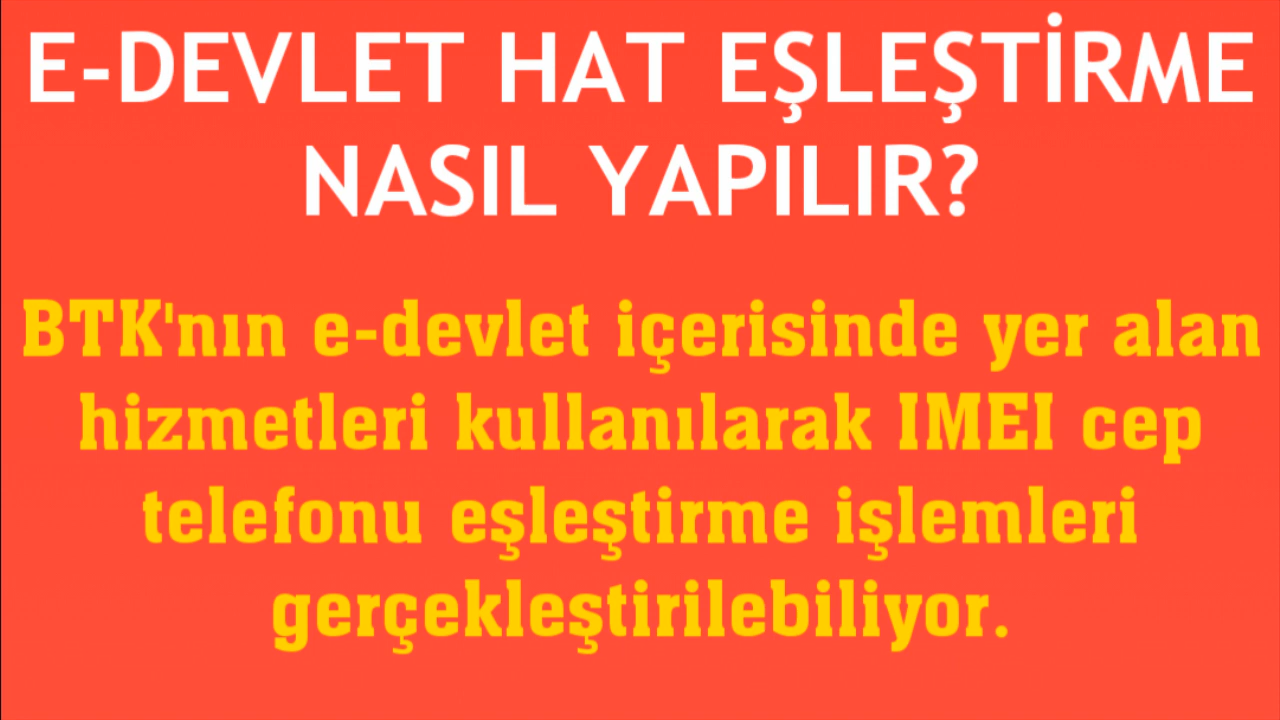 E-DEVLET HAT EŞLEŞTİRME
NASIL YAPILIR?
BTK'nın e-devlet içerisinde yer alan
hizmetleri kullanılarak IMEI cep
telefonu eşleştirme işlemleri
gerçekleştirilebiliyor.